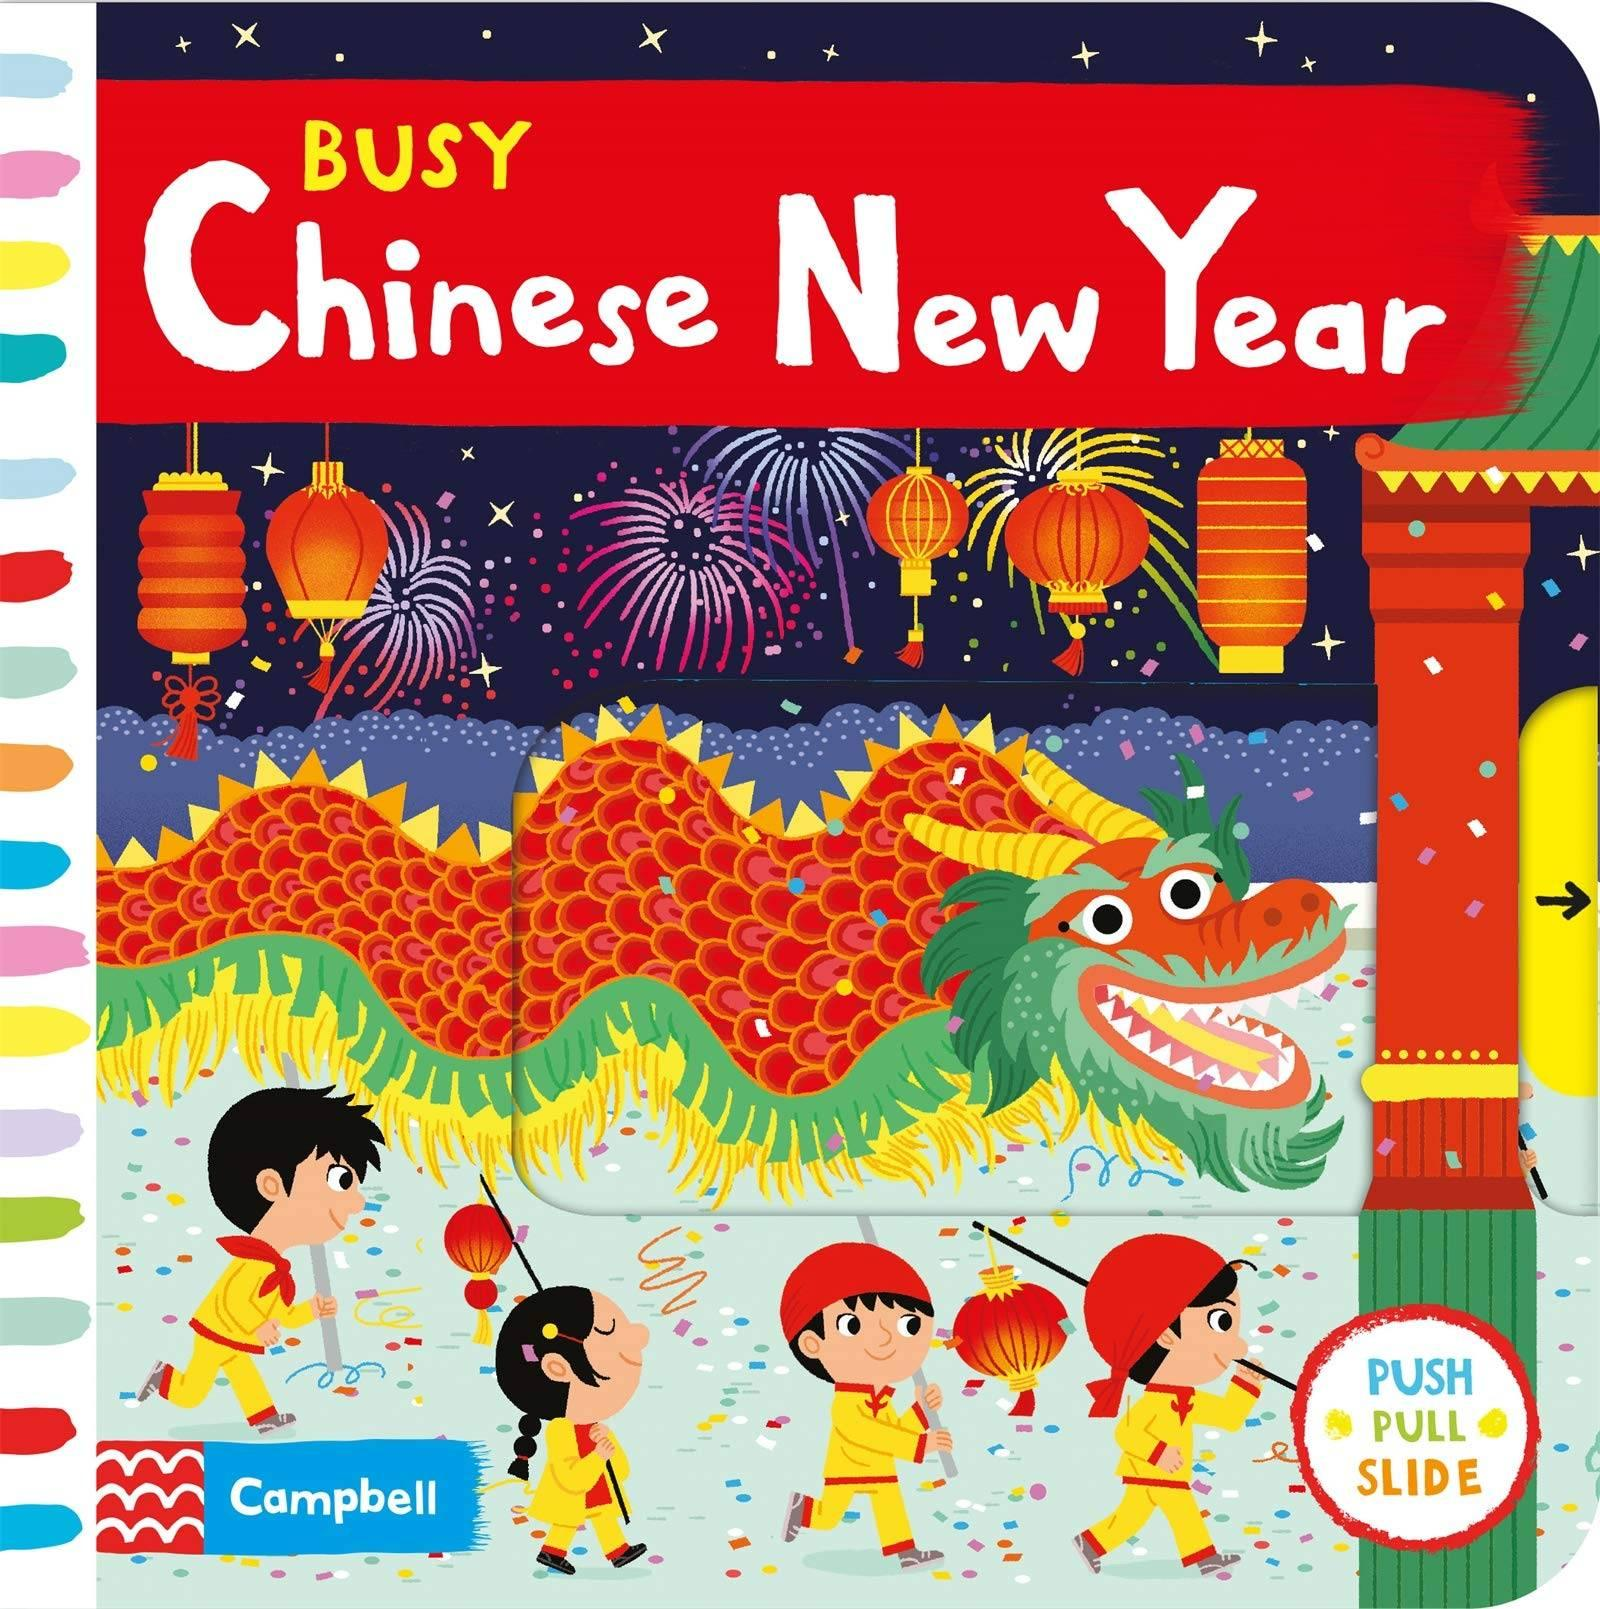 BUSY
Chinese New Year
PUSH
PULL
SLIDE
Campbell